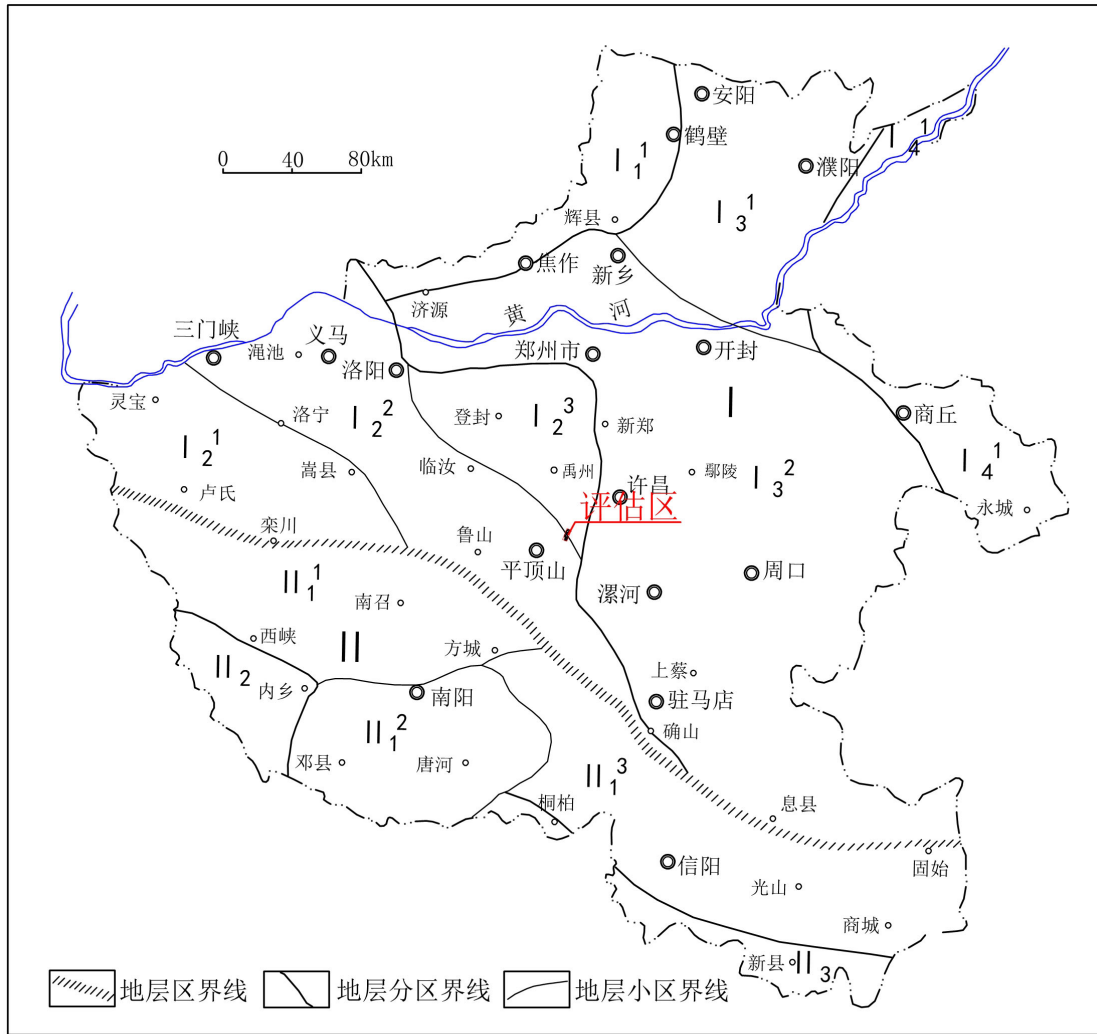 安阳
鹤壁
I₄¹
濮阳
I₁¹
0 40 80km
I₃¹
辉县
焦作
新乡
济源
黄河
三门峡
渑池
义马
洛阳
郑州市
开封
灵宝
洛宁
I₂²
登封
I₂³
新郑
I
商丘
I₂¹
嵩县
临汝
禹州
鄢陵
I₃²
I₄¹
卢氏
许昌
评估区
永城
栾川
鲁山
平顶山
周口
II₁¹
南召
漯河
西峡
II
方城
II₂
内乡
南阳
上蔡
驻马店
II₁²
确山
邓县
唐河
II₁³
桐柏
息县
信阳
固始
光山
商城
新县
II₃
地层区界线 地层分区界线 地层小区界线